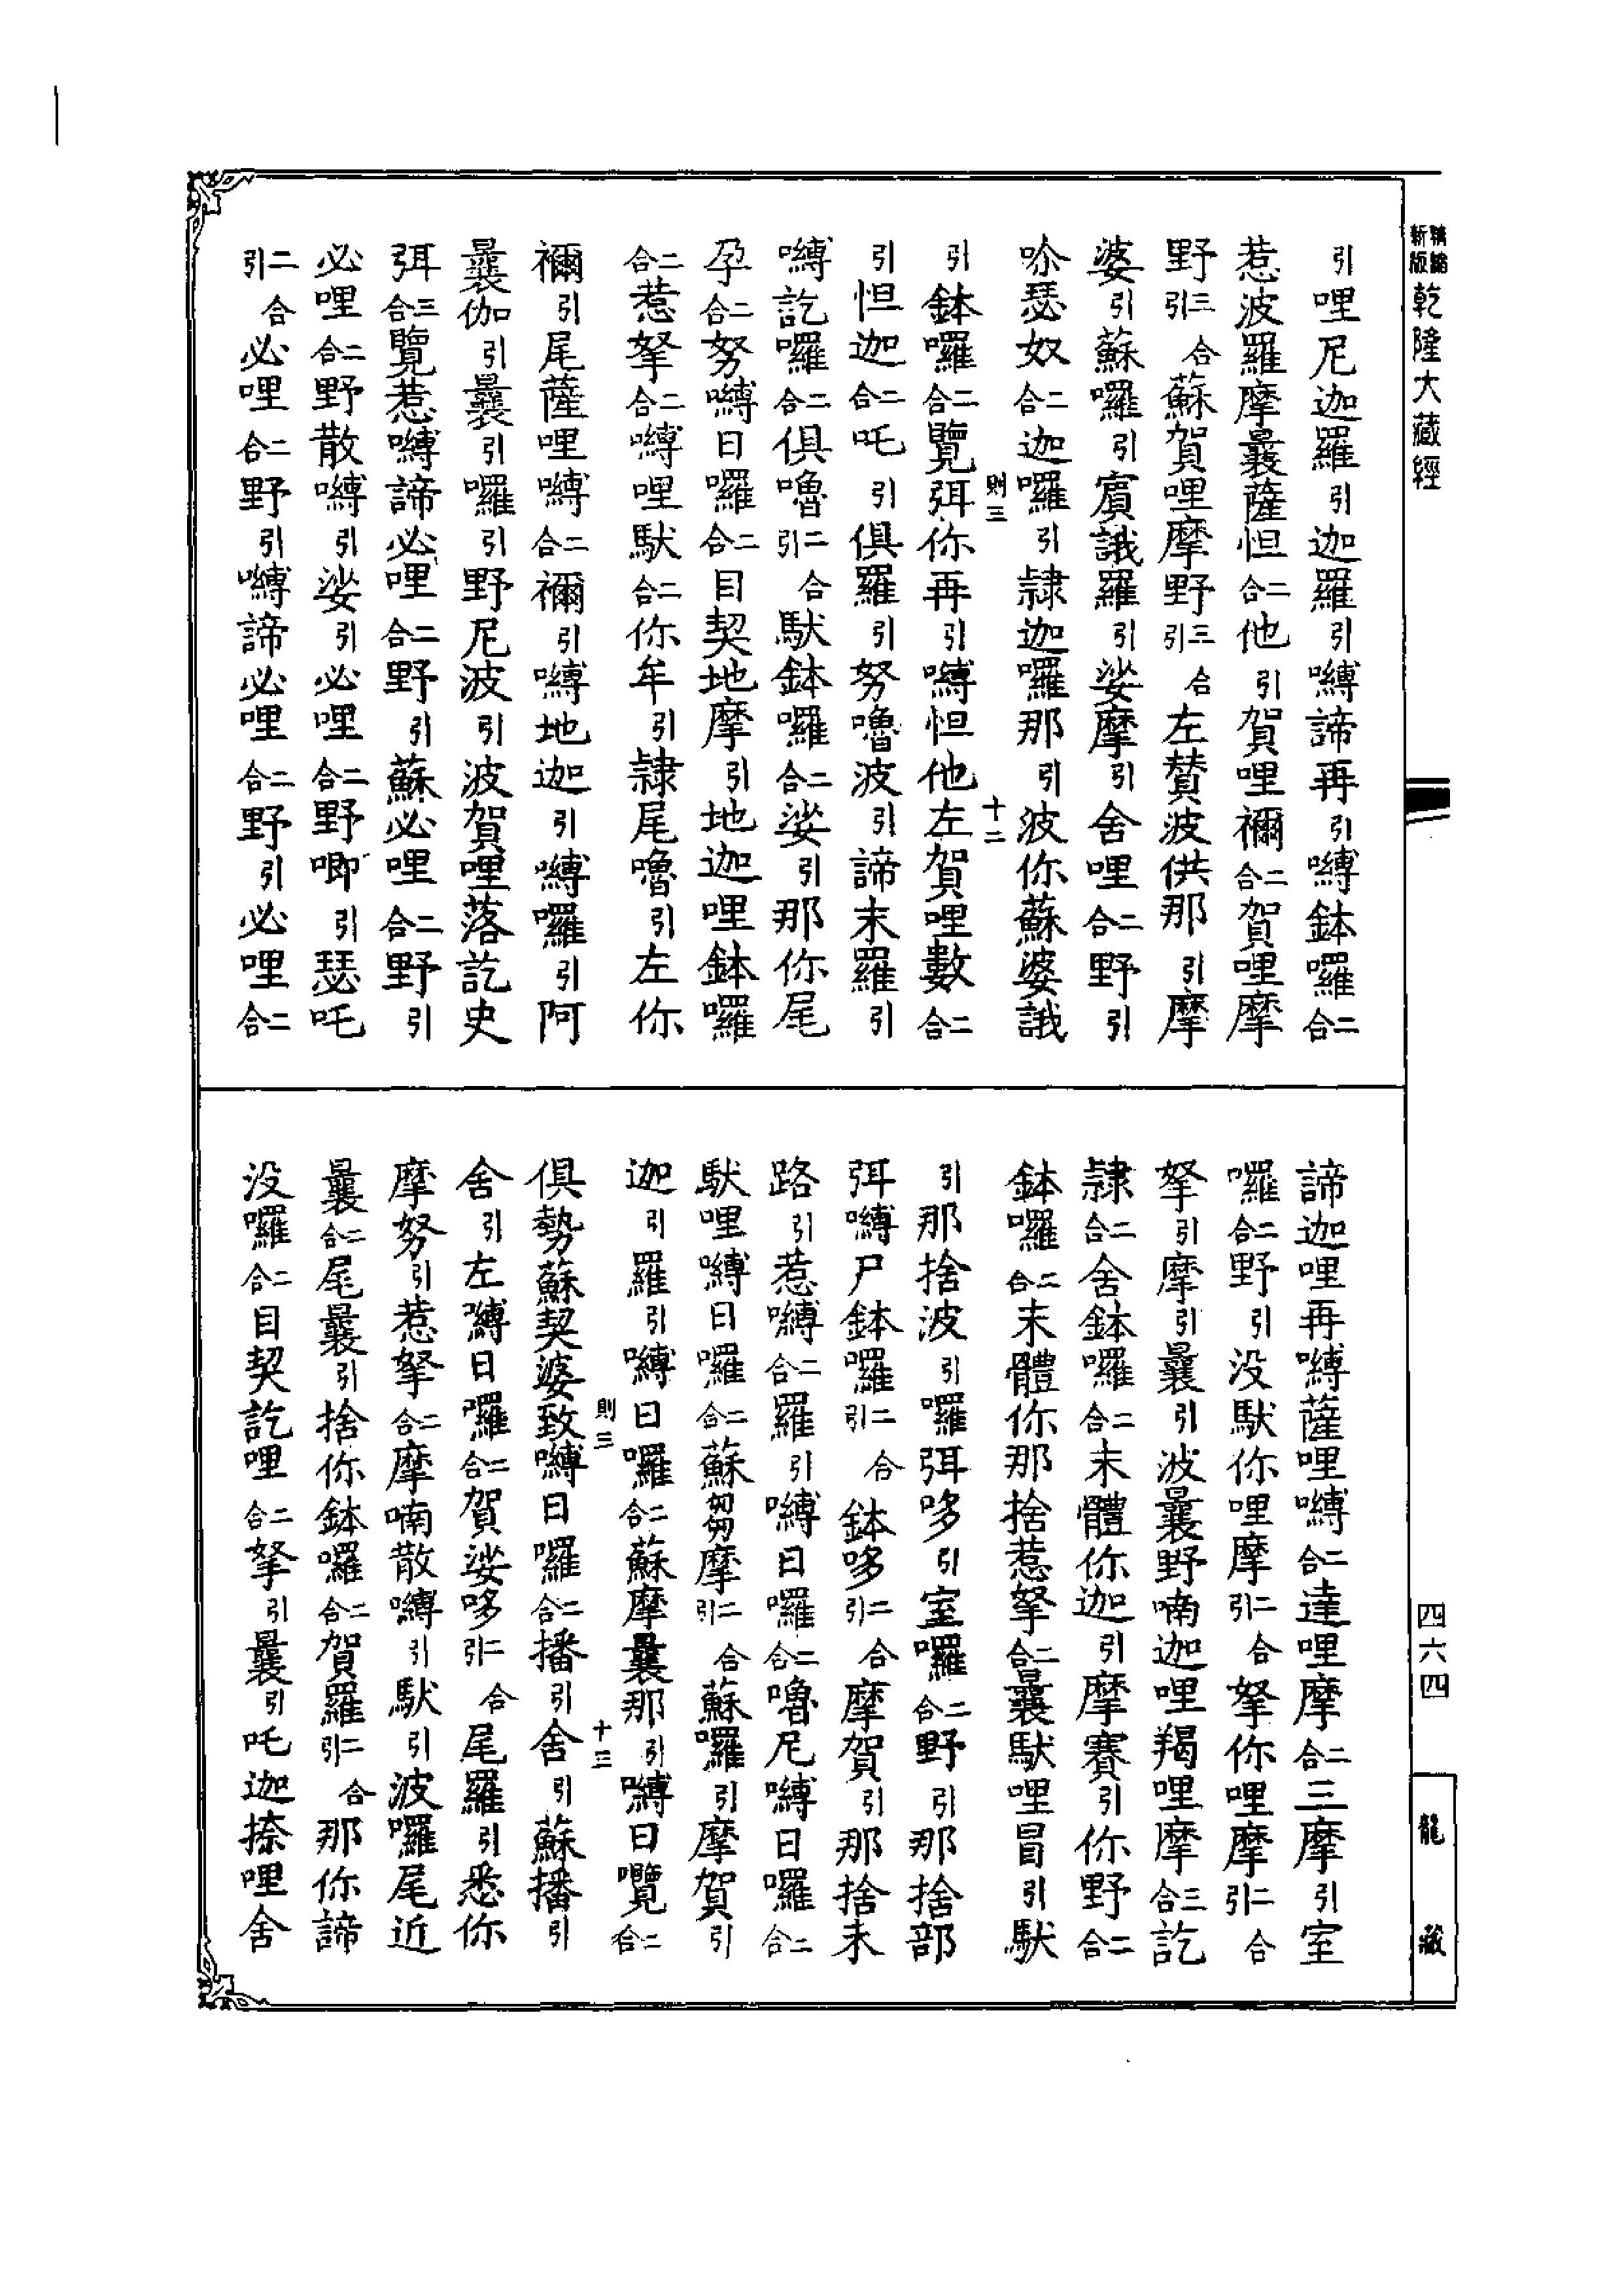 新版
精縮
乾隆大藏經
引哩尼迦羅引迦羅引嚩諦再引嚩鉢囉二合
惹波羅摩曩薩怛二合他引賀哩禰二合賀哩摩
野三合引蘇賀哩摩野三合引左贊波供那引摩
婆引蘇囉引賓誐羅引娑摩引舍哩二合野引
尒瑟奴二合迦囉引隷迦囉那引波你蘇婆誐
則三 十二
引鉢囉二合覽弭你再引嚩怛他左賀哩數二合
引怛迦二合吒引俱羅引努嚕波引諦末羅引
嚩訖囉二合俱嚕二合引馱鉢囉二合娑引那你尾
孕二合努嚩日囉二合目契地摩引地迦哩鉢囉
二合惹拏二合嚩哩馱二合你牟引隷尾嚕引左你
禰引尾薩哩嚩二合禰引嚩地迦引嚩囉引阿
曩伽引曩引囉引野尼波引波賀哩落訖史
弭三合覽惹嚩諦必哩二合野引蘇必哩二合野引
必哩二合野散嚩引娑引必哩二合野唧引瑟吒
二合引必哩二合野引嚩諦必哩二合野引必哩二合
諦迦哩再嚩薩哩嚩二合達哩摩二合三摩引室
囉二合野引没馱你哩摩二合引拏你哩摩二合引
拏引摩引曩引波曩野喃迦哩羯哩摩三合訖
隷二合舍鉢囉二合末體你迦引摩賽引你野二合
鉢囉二合末體你那捨惹拏二合曩馱哩冒引馱
引那捨波引囉弭哆引室囉二合野引那捨部
弭嚩尸鉢囉二合引鉢哆二合引摩賀引那捨末
路引惹嚩二合羅引嚩日囉二合嚕尼嚩日囉二合
馱哩嚩日囉二合蘇芻摩二合引蘇囉引摩賀引
迦引羅引嚩日囉二合蘇摩曩那引嚩日囕二合
則三 十三
俱勢蘇契婆致嚩日囉二合播引舍引蘇播引
舍引左嚩日囉二合賀娑哆二合引尾羅引悉你
摩努引惹拏二合摩喃散嚩引馱引波囉尾近
曩二合尾曩引捨你鉢囉二合賀羅二合引那你諦
没囉二合目契訖哩二合拏引曩引吒迦捺哩舍
四六四
龍藏